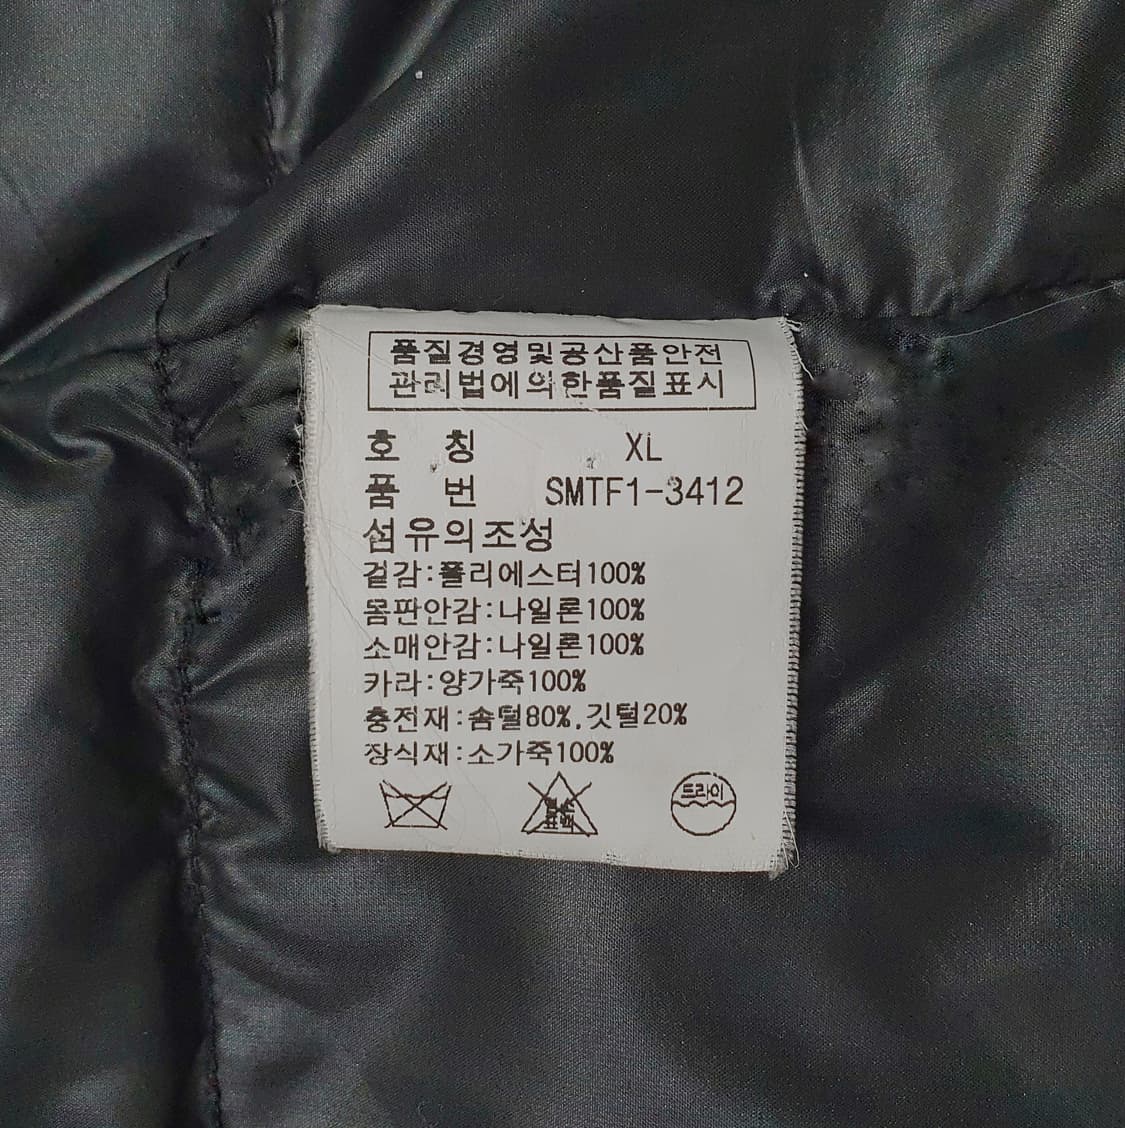 품질경영및공산품안전
관리법에의한품질표시
호 칭 XL
품 번 SMTF1-3412
섬유의조성
겉감:폴리에스터100%
몸판안감:나일론100%
소매안감:나일론100%
카라:양가죽100%
충전재:솜털80%,깃털20%
장식재:소가죽100%
염소
표백
드라이